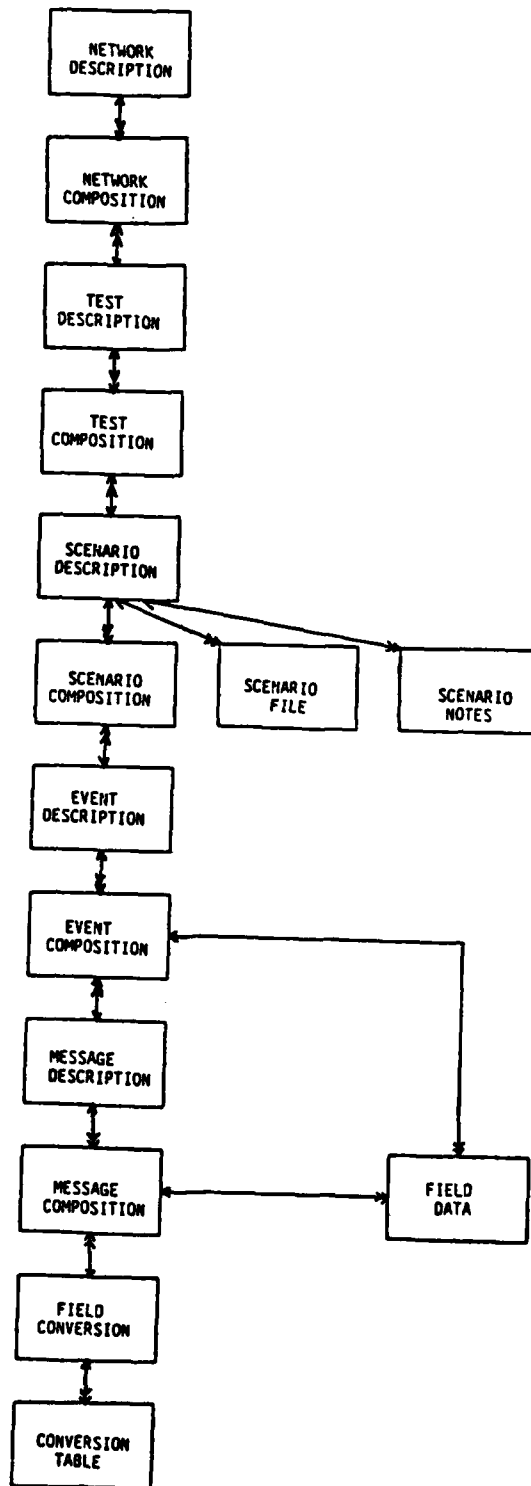 NETWORK
DESCRIPTION
NETWORK
COMPOSITION
TEST
DESCRIPTION
TEST
COMPOSITION
SCENARIO
DESCRIPTION
SCENARIO
COMPOSITION
SCENARIO
FILE
SCENARIO
NOTES
EVENT
DESCRIPTION
EVENT
COMPOSITION
MESSAGE
DESCRIPTION
MESSAGE
COMPOSITION
FIELD
DATA
FIELD
CONVERSION
CONVERSION
TABLE